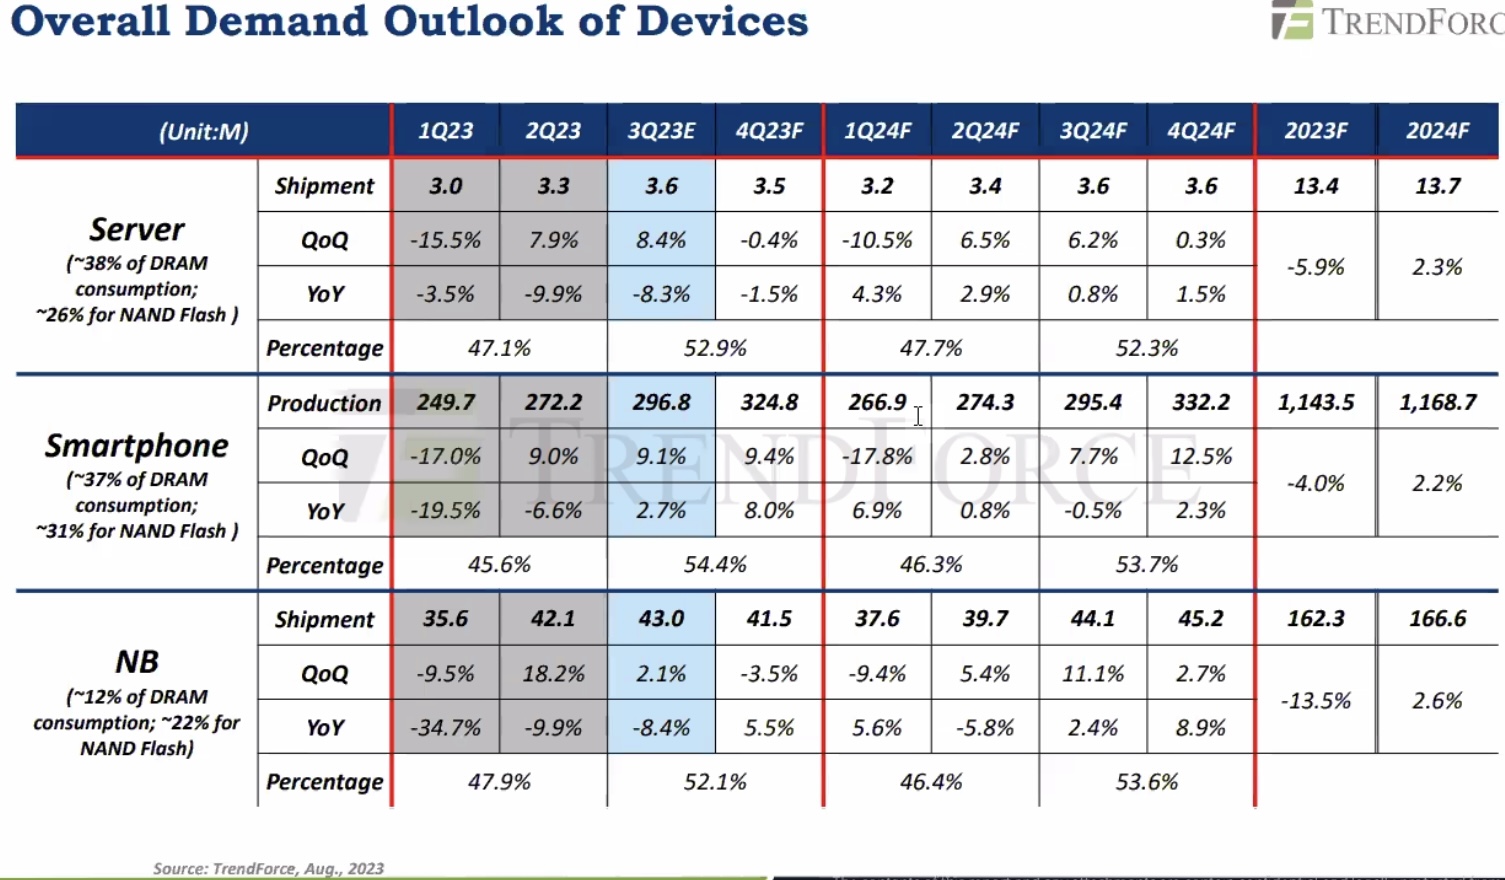 Overall Demand Outlook of Devices
TRENDFORC
(Unit:M) 1Q23 2Q23 3Q23E 4Q23F 1Q24F 2Q24F 3Q24F 4Q24F 2023F 2024F
Server
(~38% of DRAM
consumption;
~26% for NAND Flash )
Shipment 3.0 3.3 3.6 3.5 3.2 3.4 3.6 3.6 13.4 13.7
QoQ -15.5% 7.9% 8.4% -0.4% -10.5% 6.5% 6.2% 0.3%
-5.9% 2.3%
YoY -3.5% -9.9% -8.3% -1.5% 4.3% 2.9% 0.8% 1.5%
Percentage 47.1% 52.9% 47.7% 52.3%
Smartphone
(~37% of DRAM
consumption;
~31% for NAND Flash )
Production 249.7 272.2 296.8 324.8 266.9 274.3 295.4 332.2 1,143.5 1,168.7
QoQ -17.0% 9.0% 9.1% 9.4% -17.8% 2.8% 7.7% 12.5%
-4.0% 2.2%
YoY -19.5% -6.6% 2.7% 8.0% 6.9% 0.8% -0.5% 2.3%
Percentage 45.6% 54.4% 46.3% 53.7%
TRENDFORCE
NB
(~12% of DRAM
consumption; ~22% for
NAND Flash)
Shipment 35.6 42.1 43.0 41.5 37.6 39.7 44.1 45.2 162.3 166.6
QoQ -9.5% 18.2% 2.1% -3.5% -9.4% 5.4% 11.1% 2.7%
-13.5% 2.6%
YoY -34.7% -9.9% -8.4% 5.5% 5.6% -5.8% 2.4% 8.9%
Percentage 47.9% 52.1% 46.4% 53.6%
Source: TrendForce, Aug., 2023